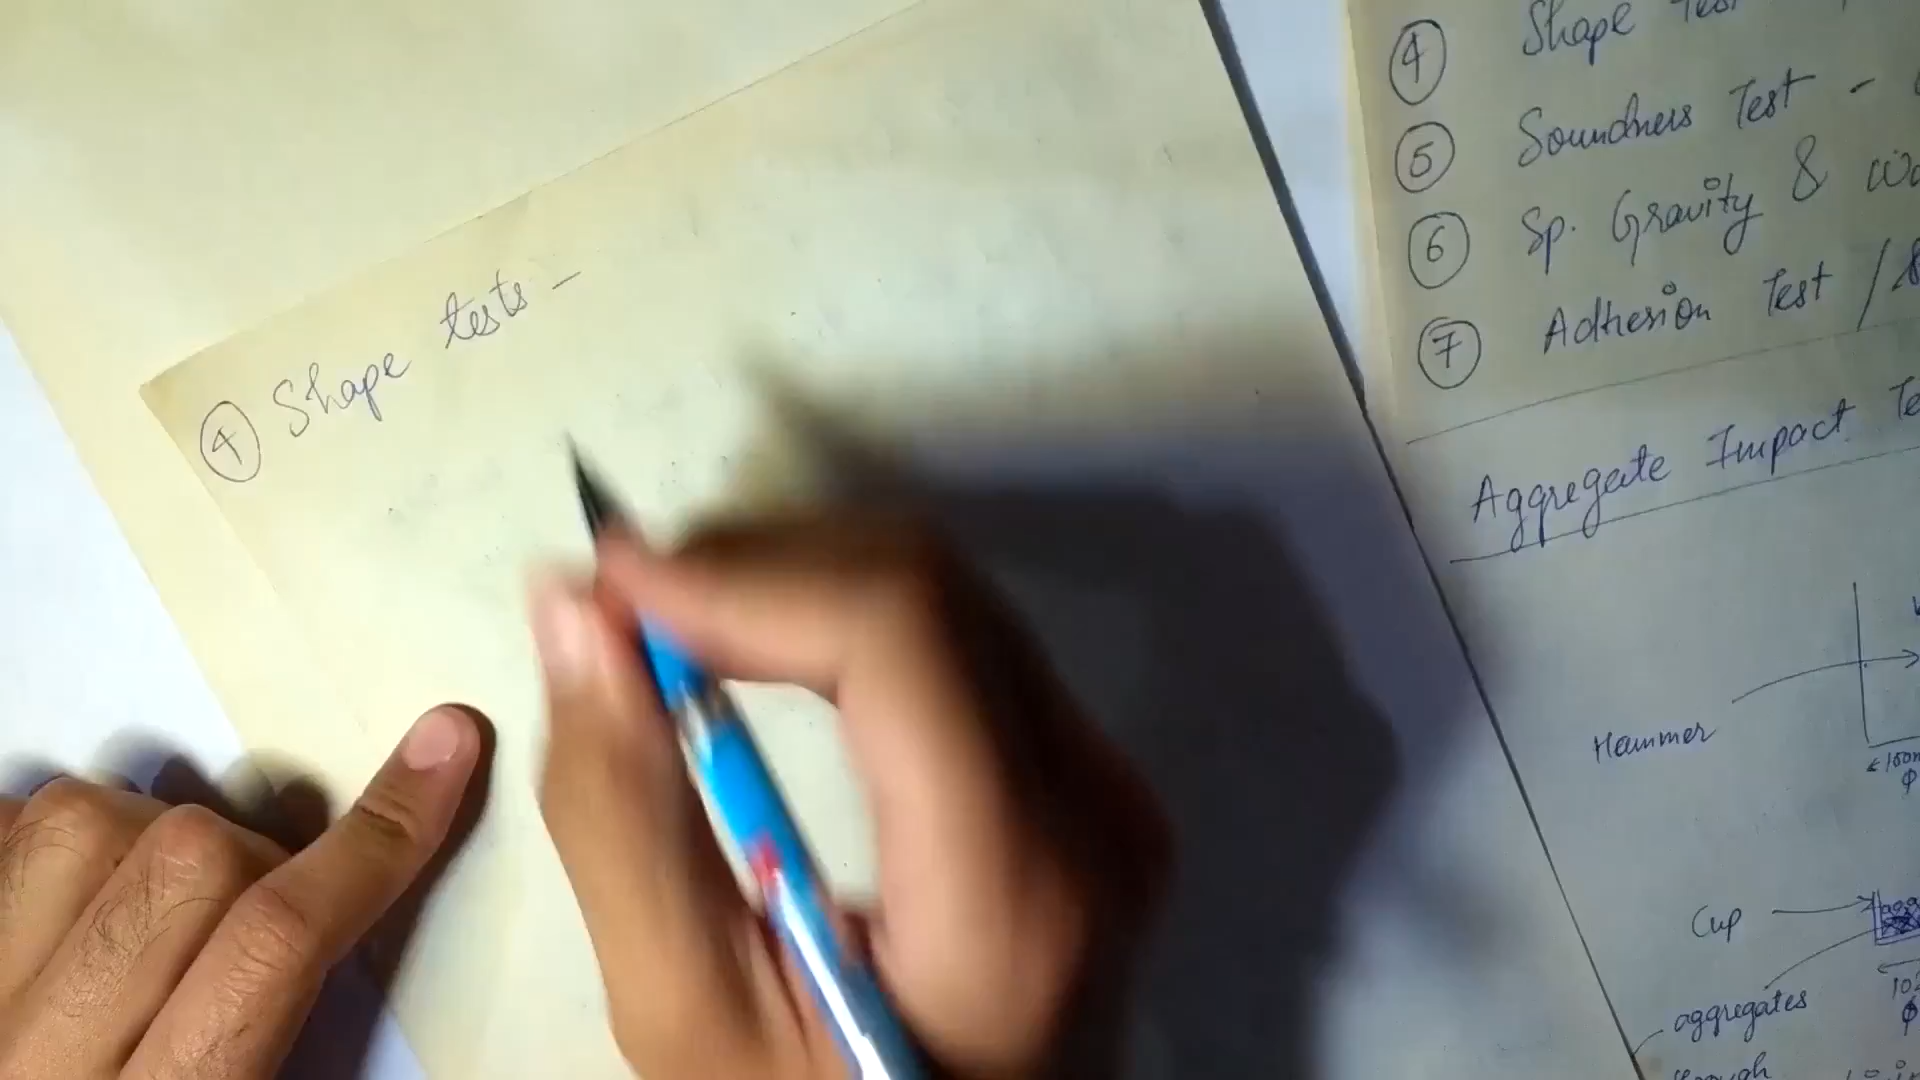 ④ Shape tests -
④ Shape Test
⑤ Soundness Test -
⑥ Sp. Gravity &
⑦ Adhesion Test /
Aggregate Impact
Hammer
Cup
aggregates